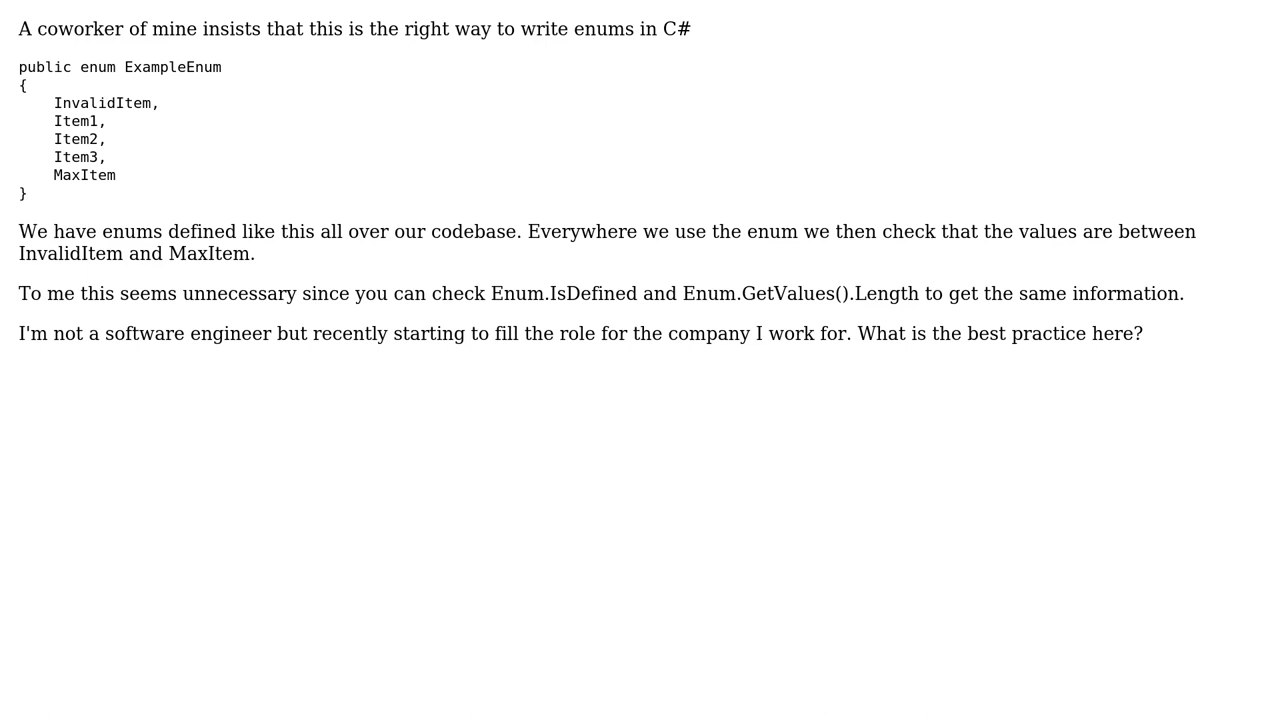 A coworker of mine insists that this is the right way to write enums in C#
public enum ExampleEnum
{
    InvalidItem,
    Item1,
    Item2,
    Item3,
    MaxItem
}
We have enums defined like this all over our codebase. Everywhere we use the enum we then check that the values are between
InvalidItem and MaxItem.
To me this seems unnecessary since you can check Enum.IsDefined and Enum.GetValues().Length to get the same information.
I'm not a software engineer but recently starting to fill the role for the company I work for. What is the best practice here?